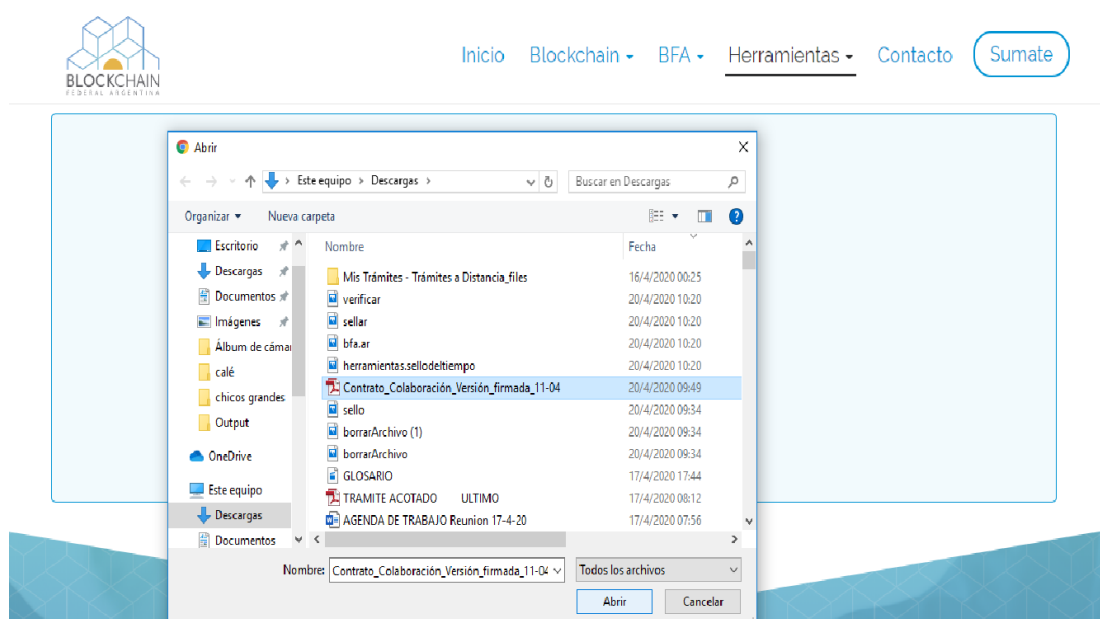 BLOCKCHAIN
FEDERAL ARGENTINA
Inicio Blockchain BFA Herramientas Contacto Sumate
Abrir
Este equipo > Descargas >
Buscar en Descargas
Organizar Nueva carpeta
Escritorio
Descargas
Documentos
Imágenes
Álbum de cámar
calé
chicos grandes
Output
OneDrive
Este equipo
Descargas
Documentos
Nombre Fecha
Mis Trámites - Trámites a Distancia_files 16/4/2020 00:25
verificar 20/4/2020 10:20
sellar 20/4/2020 10:20
bfa.ar 20/4/2020 10:20
herramientas.sellodeltiempo 20/4/2020 10:20
Contrato_Colaboración_Versión_firmada_11-04 20/4/2020 09:49
sello 20/4/2020 09:34
borrarArchivo (1) 20/4/2020 09:34
borrarArchivo 20/4/2020 09:34
GLOSARIO 17/4/2020 17:44
TRAMITE ACOTADO ULTIMO 17/4/2020 08:12
AGENDA DE TRABAJO Reunion 17-4-20 17/4/2020 07:56
Nombre: Contrato_Colaboración_Versión_firmada_11-04 Todos los archivos
Abrir Cancelar